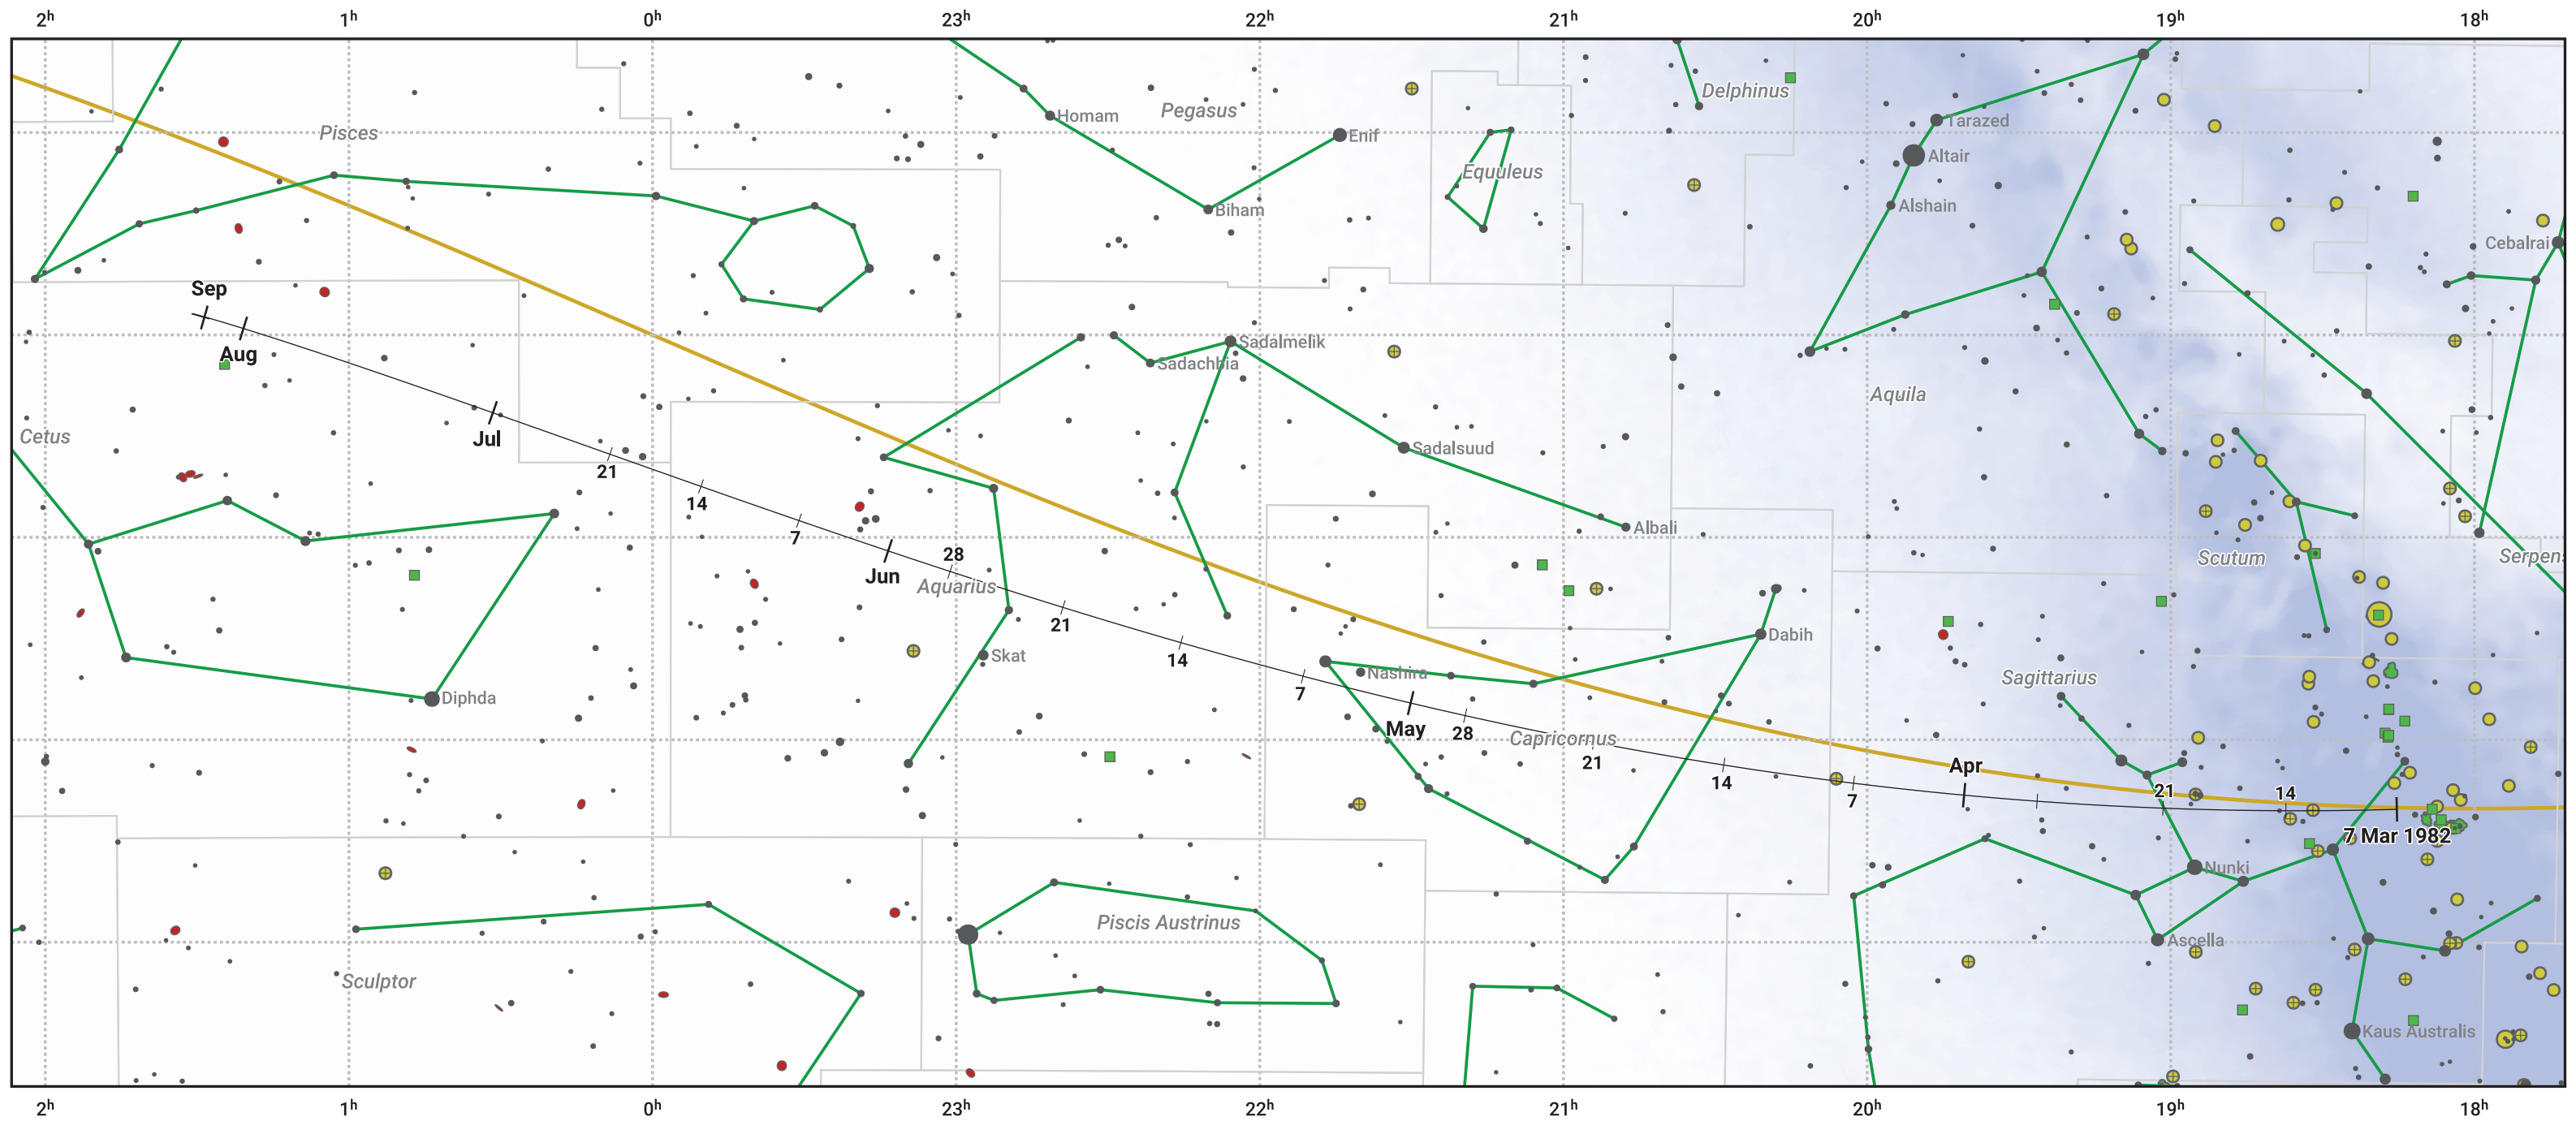 2ʰ 1ʰ 0ʰ 23ʰ 22ʰ 21ʰ 20ʰ 19ʰ 18ʰ
Delphinus
Pegasus
Homam
Tarazed
Pisces
Enif
Altair
Equuleus
Alshain
Biham
Cebalrai
Sep
Sadalmelik
Aug
Sadachbia
Aquila
Cetus
Jul
Sadalsuud
21
14
Albali
7
28
Scutum
Serpens
Jun
Aquarius
21
Dabih
14
Skat
Nashira
Sagittarius
7
Diphda
May
28
Capricornus
21
Apr
14
21
14
7
7 Mar 1982
Nunki
Piscis Austrinus
Ascella
Sculptor
Kaus Australis
2ʰ 1ʰ 0ʰ 23ʰ 22ʰ 21ʰ 20ʰ 19ʰ 18ʰ